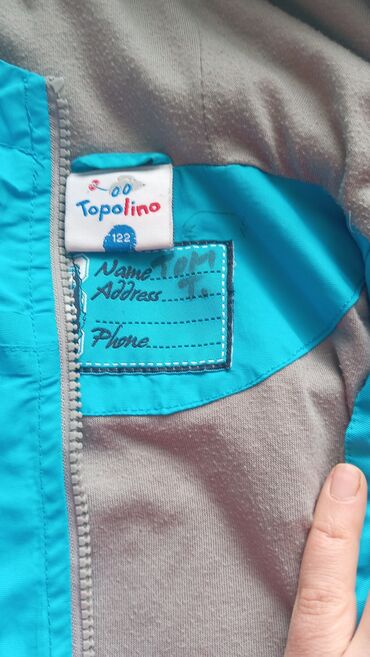 Topolino
122
Name TOM
Address T.
Phone